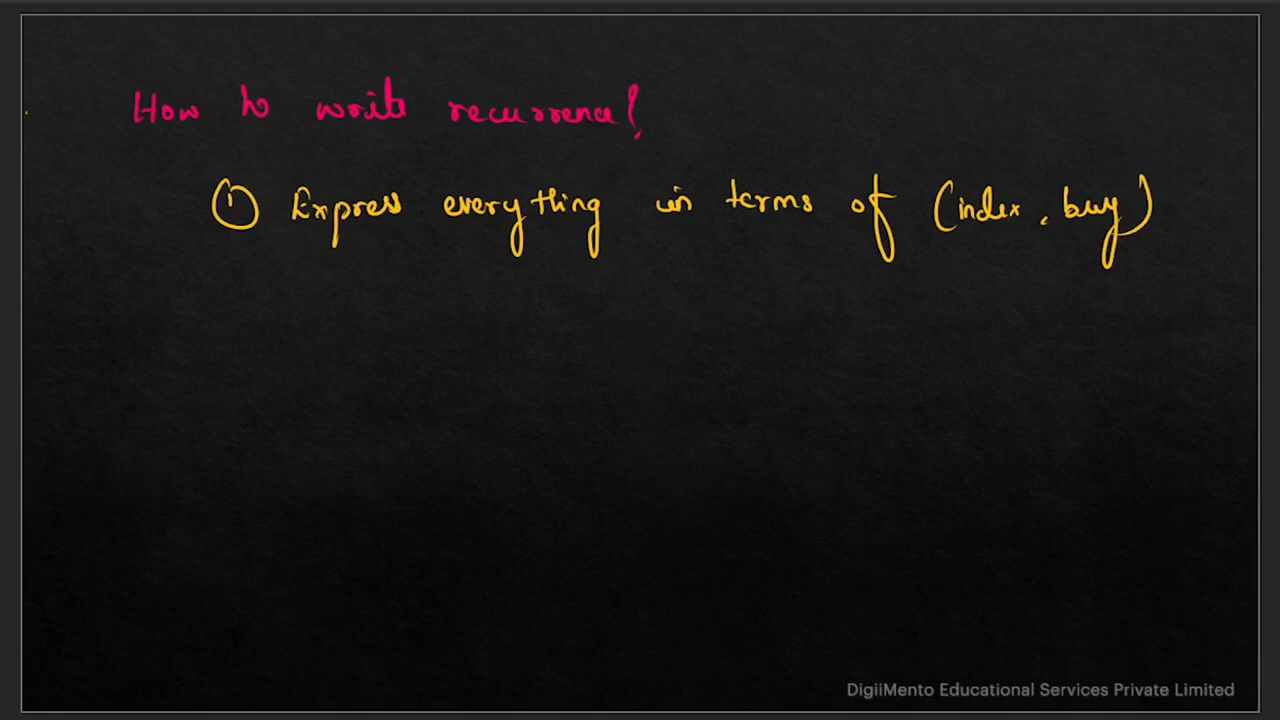 How to write recurrence?
① Express everything in terms of (index, buy)
DigiiMento Educational Services Private Limited